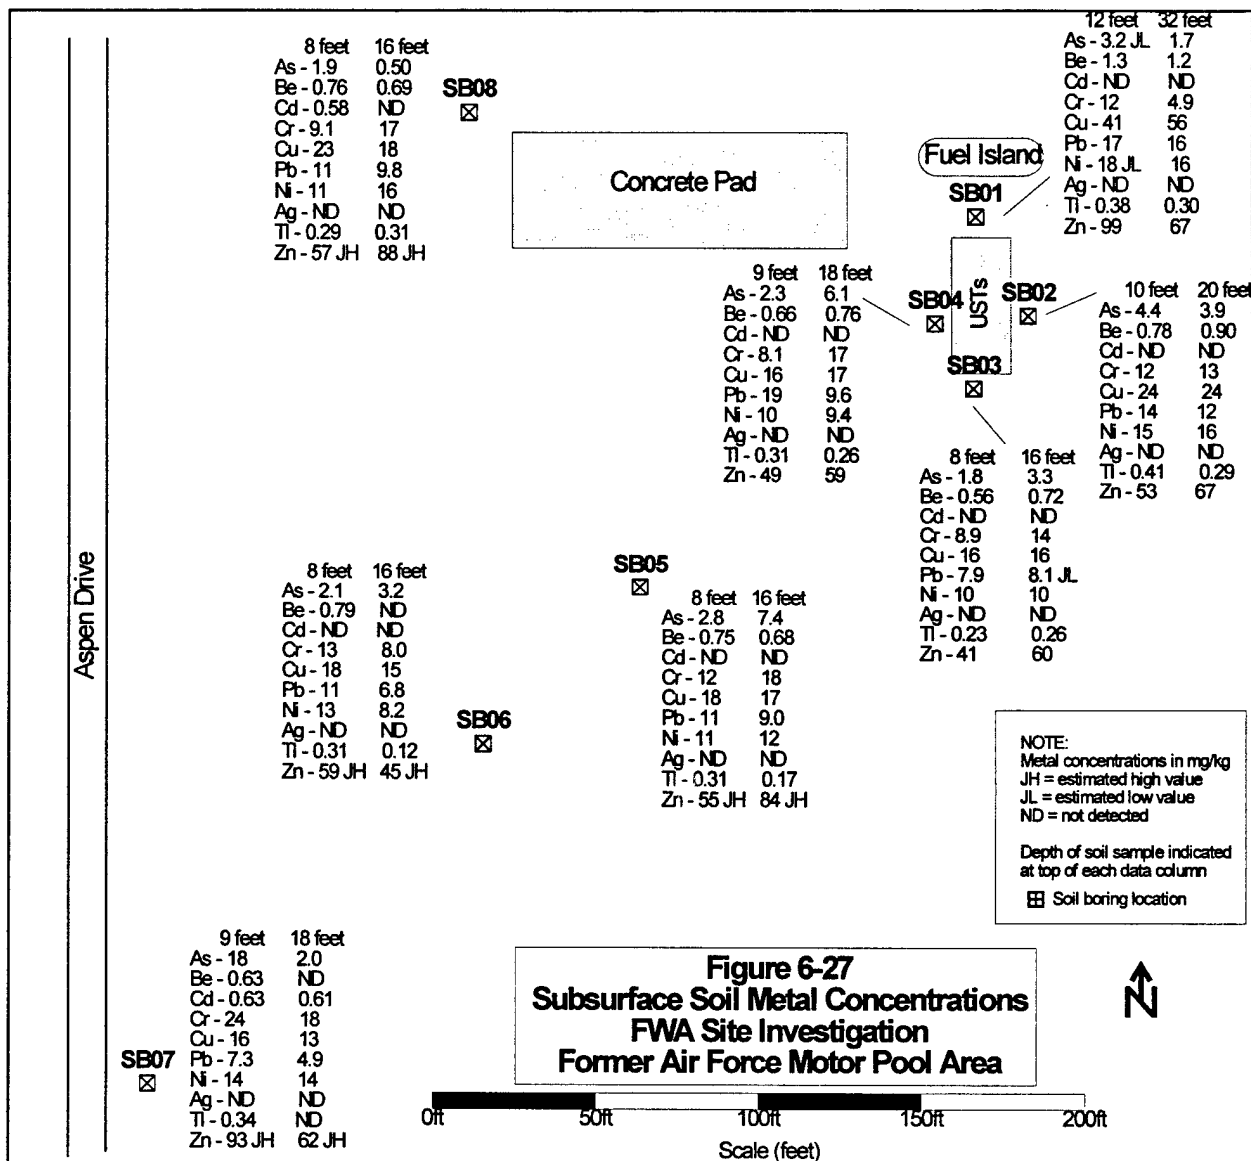 12 feet 32 feet
As - 3.2 JL 1.7
Be - 1.3 1.2
Cd - ND ND
Cr - 12 4.9
Cu - 41 56
Pb - 17 16
Ni - 18 JL 16
Ag - ND ND
Tl - 0.38 0.30
Zn - 99 67
8 feet 16 feet
As - 1.9 0.50
Be - 0.76 0.69
Cd - 0.58 ND
Cr - 9.1 17
Cu - 23 18
Pb - 11 9.8
Ni - 11 16
Ag - ND ND
Tl - 0.29 0.31
Zn - 57 JH 88 JH
SB08
Concrete Pad
Fuel Island
SB01
USTs
SB04
SB02
SB03
9 feet 18 feet
As - 2.3 6.1
Be - 0.66 0.76
Cd - ND ND
Cr - 8.1 17
Cu - 16 17
Pb - 19 9.6
Ni - 10 9.4
Ag - ND ND
Tl - 0.31 0.26
Zn - 49 59
10 feet 20 feet
As - 4.4 3.9
Be - 0.78 0.90
Cd - ND ND
Cr - 12 13
Cu - 24 24
Pb - 14 12
Ni - 15 16
Ag - ND ND
Tl - 0.41 0.29
Zn - 53 67
8 feet 16 feet
As - 1.8 3.3
Be - 0.56 0.72
Cd - ND ND
Cr - 8.9 14
Cu - 16 16
Pb - 7.9 8.1 JL
Ni - 10 10
Ag - ND ND
Tl - 0.23 0.26
Zn - 41 60
Aspen Drive
8 feet 16 feet
As - 2.1 3.2
Be - 0.79 ND
Cd - ND ND
Cr - 13 8.0
Cu - 18 15
Pb - 11 6.8
Ni - 13 8.2
Ag - ND ND
Tl - 0.31 0.12
Zn - 59 JH 45 JH
SB06
SB05
8 feet 16 feet
As - 2.8 7.4
Be - 0.75 0.68
Cd - ND ND
Cr - 12 18
Cu - 18 17
Pb - 11 9.0
Ni - 11 12
Ag - ND ND
Tl - 0.31 0.17
Zn - 55 JH 84 JH
NOTE:
Metal concentrations in mg/kg
JH = estimated high value
JL = estimated low value
ND = not detected
Depth of soil sample indicated
at top of each data column
Soil boring location
9 feet 18 feet
As - 18 2.0
Be - 0.63 ND
Cd - 0.63 0.61
Cr - 24 18
Cu - 16 13
Pb - 7.3 4.9
Ni - 14 14
Ag - ND ND
Tl - 0.34 ND
Zn - 93 JH 62 JH
SB07
Figure 6-27
Subsurface Soil Metal Concentrations
FWA Site Investigation
Former Air Force Motor Pool Area
N
0ft 50ft 100ft 150ft 200ft
Scale (feet)